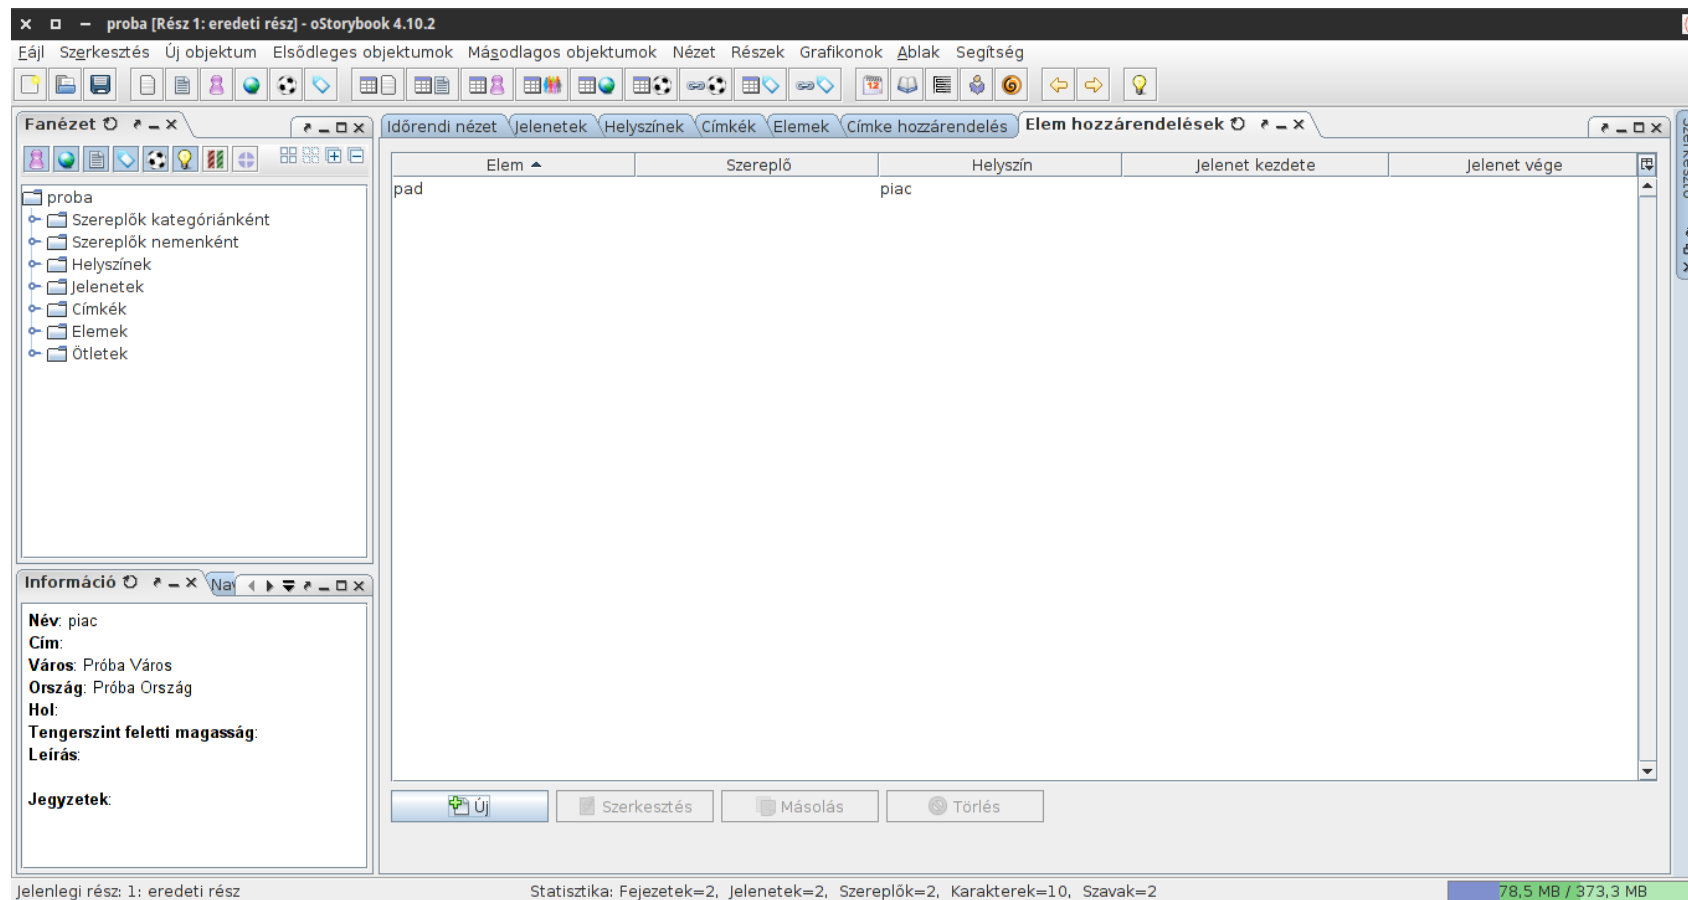 proba [Rész 1: eredeti rész] - oStorybook 4.10.2
Fájl Szerkesztés Új objektum Elsődleges objektumok Másodlagos objektumok Nézet Részek Grafikonok Ablak Segítség
12
Fanézet
Időrendi nézet Jelenetek Helyszínek Címkék Elemek Címke hozzárendelés Elem hozzárendelések
Szerkesztő
Elem Szereplő Helyszín Jelenet kezdete Jelenet vége
pad piac
proba
Szereplők kategóriánként
Szereplők nemenként
Helyszínek
Jelenetek
Címkék
Elemek
Ötletek
Információ Nav
Név: piac
Cím:
Város: Próba Város
Ország: Próba Ország
Hol:
Tengerszint feletti magasság:
Leírás:
Jegyzetek:
Új Szerkesztés Másolás Törlés
Jelenlegi rész: 1: eredeti rész
Statisztika: Fejezetek=2, Jelenetek=2, Szereplők=2, Karakterek=10, Szavak=2
78,5 MB / 373,3 MB